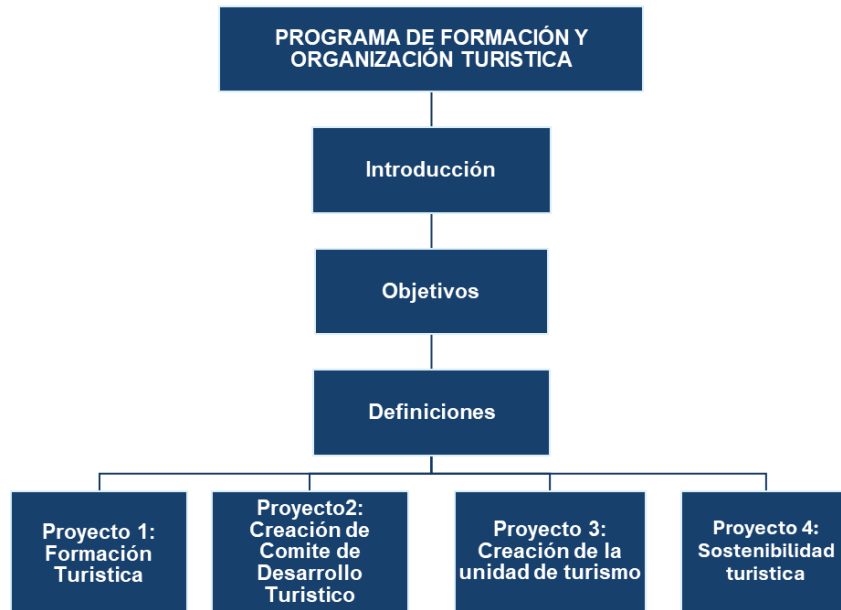 PROGRAMA DE FORMACIÓN Y
ORGANIZACIÓN TURISTICA
Introducción
Objetivos
Definiciones
Proyecto 1:
Formación
Turistica
Proyecto2:
Creación de
Comite de
Desarrollo
Turistico
Proyecto 3:
Creación de la
unidad de turismo
Proyecto 4:
Sostenibilidad
turistica